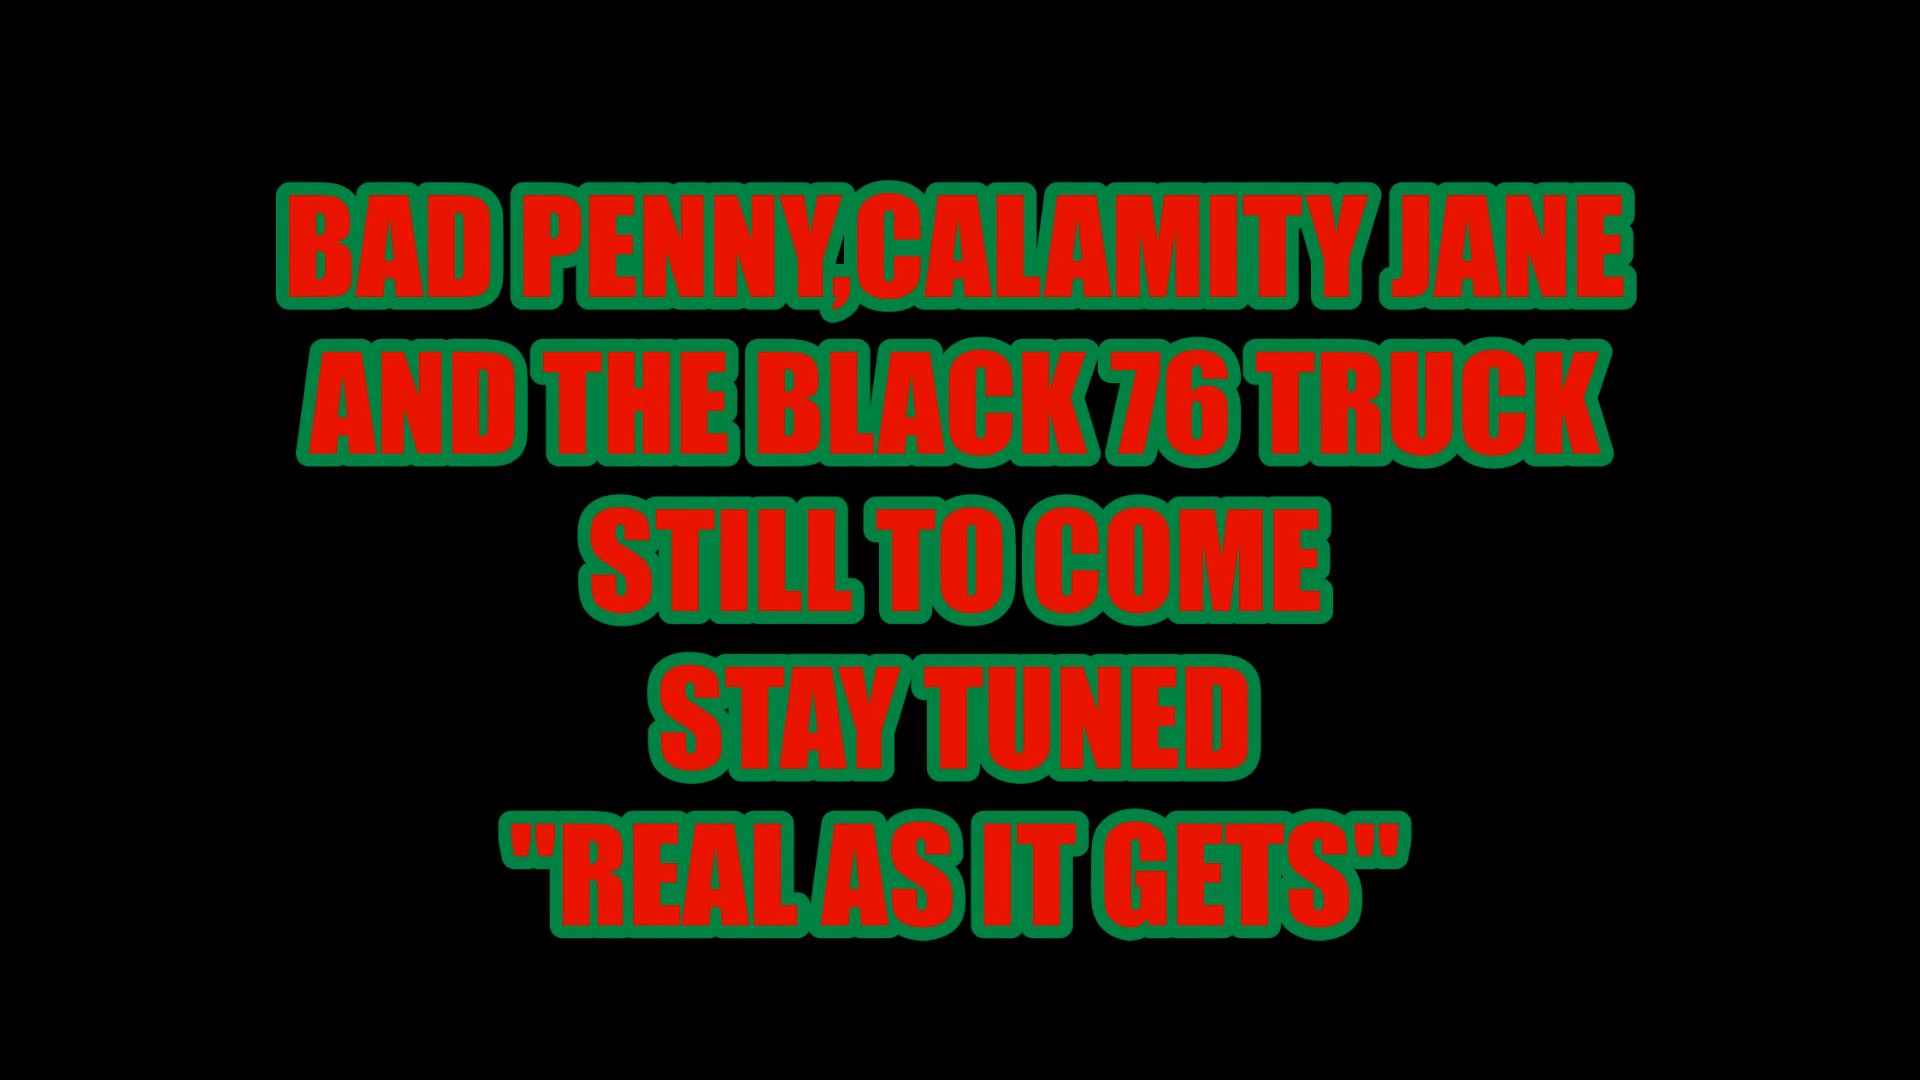 BAD PENNY,CALAMITY JANE
AND THE BLACK 76 TRUCK
STILL TO COME
STAY TUNED
"REAL AS IT GETS"